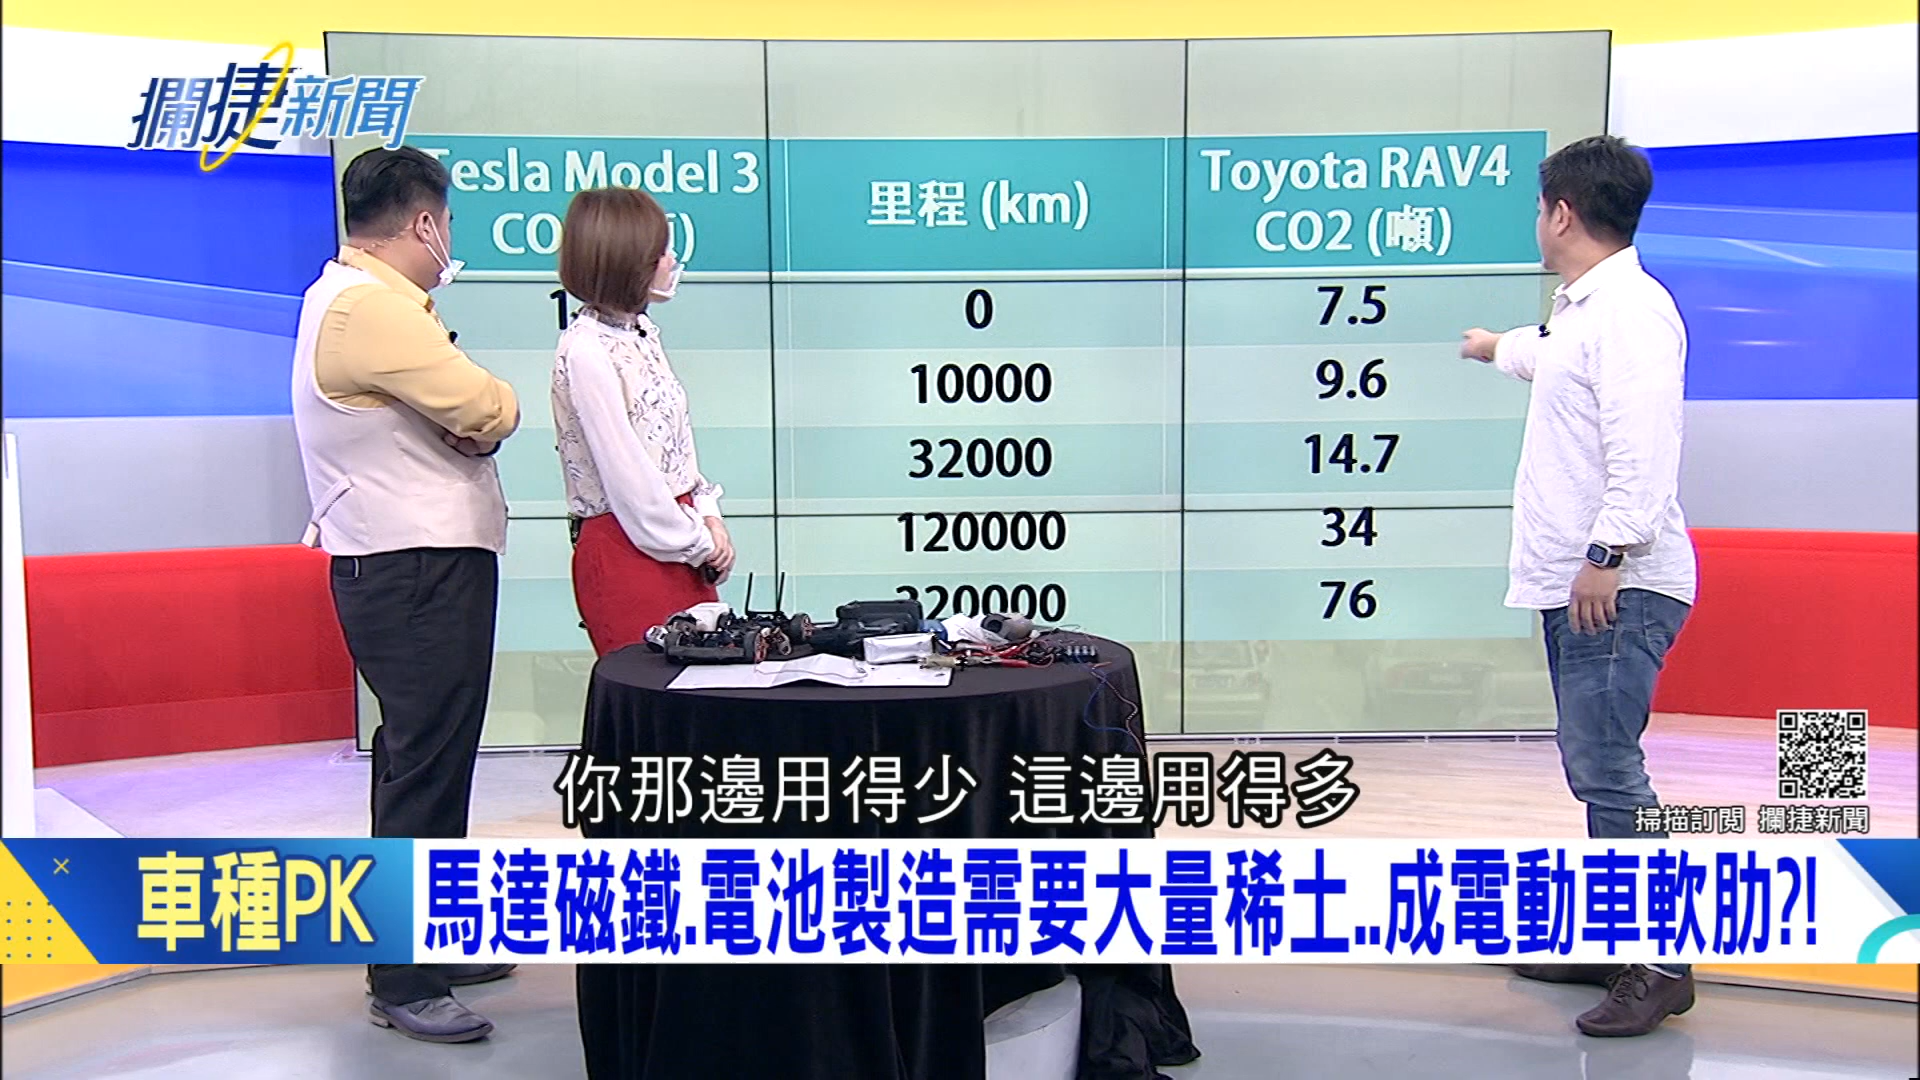 攔捷新聞
Tesla Model 3
里程 (km)
Toyota RAV4
CO2 (噸)
0
7.5
10000
9.6
32000
14.7
120000
34
76
你那邊用得少 這邊用得多
掃描訂閱 攔捷新聞
車種PK
馬達磁鐵.電池製造需要大量稀土..成電動車軟肋?!